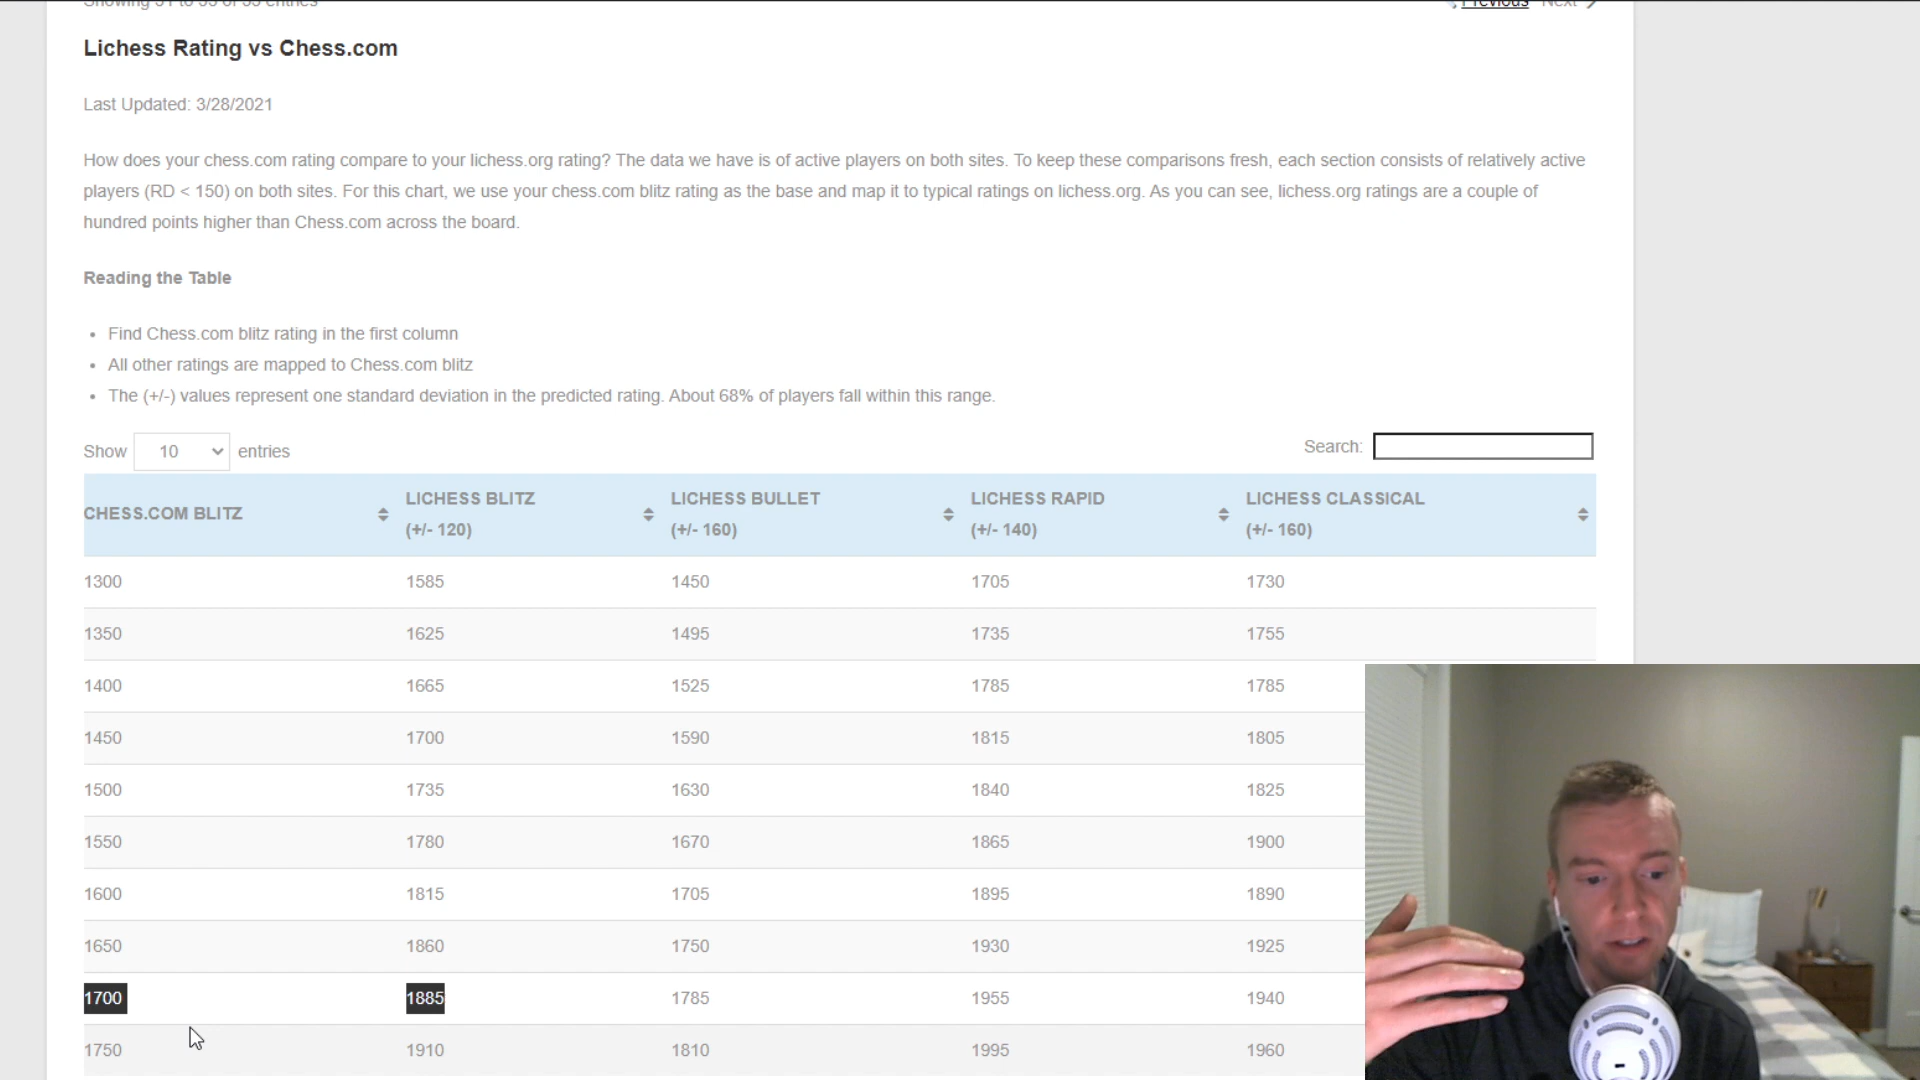 Showing 31 to 35 of 35 entries
Previous Next
Lichess Rating vs Chess.com
Last Updated: 3/28/2021
How does your chess.com rating compare to your lichess.org rating? The data we have is of active players on both sites. To keep these comparisons fresh, each section consists of relatively active
players (RD < 150) on both sites. For this chart, we use your chess.com blitz rating as the base and map it to typical ratings on lichess.org. As you can see, lichess.org ratings are a couple of
hundred points higher than Chess.com across the board.
Reading the Table
• Find Chess.com blitz rating in the first column
• All other ratings are mapped to Chess.com blitz
• The (+/-) values represent one standard deviation in the predicted rating. About 68% of players fall within this range.
Show 10 entries Search:
CHESS.COM BLITZ LICHESS BLITZ (+/- 120) LICHESS BULLET (+/- 160) LICHESS RAPID (+/- 140) LICHESS CLASSICAL (+/- 160)
1300 1585 1450 1705 1730
1350 1625 1495 1735 1755
1400 1665 1525 1785 1785
1450 1700 1590 1815 1805
1500 1735 1630 1840 1825
1550 1780 1670 1865 1900
1600 1815 1705 1895 1890
1650 1860 1750 1930 1925
1700 1885 1785 1955 1940
1750 1910 1810 1995 1960